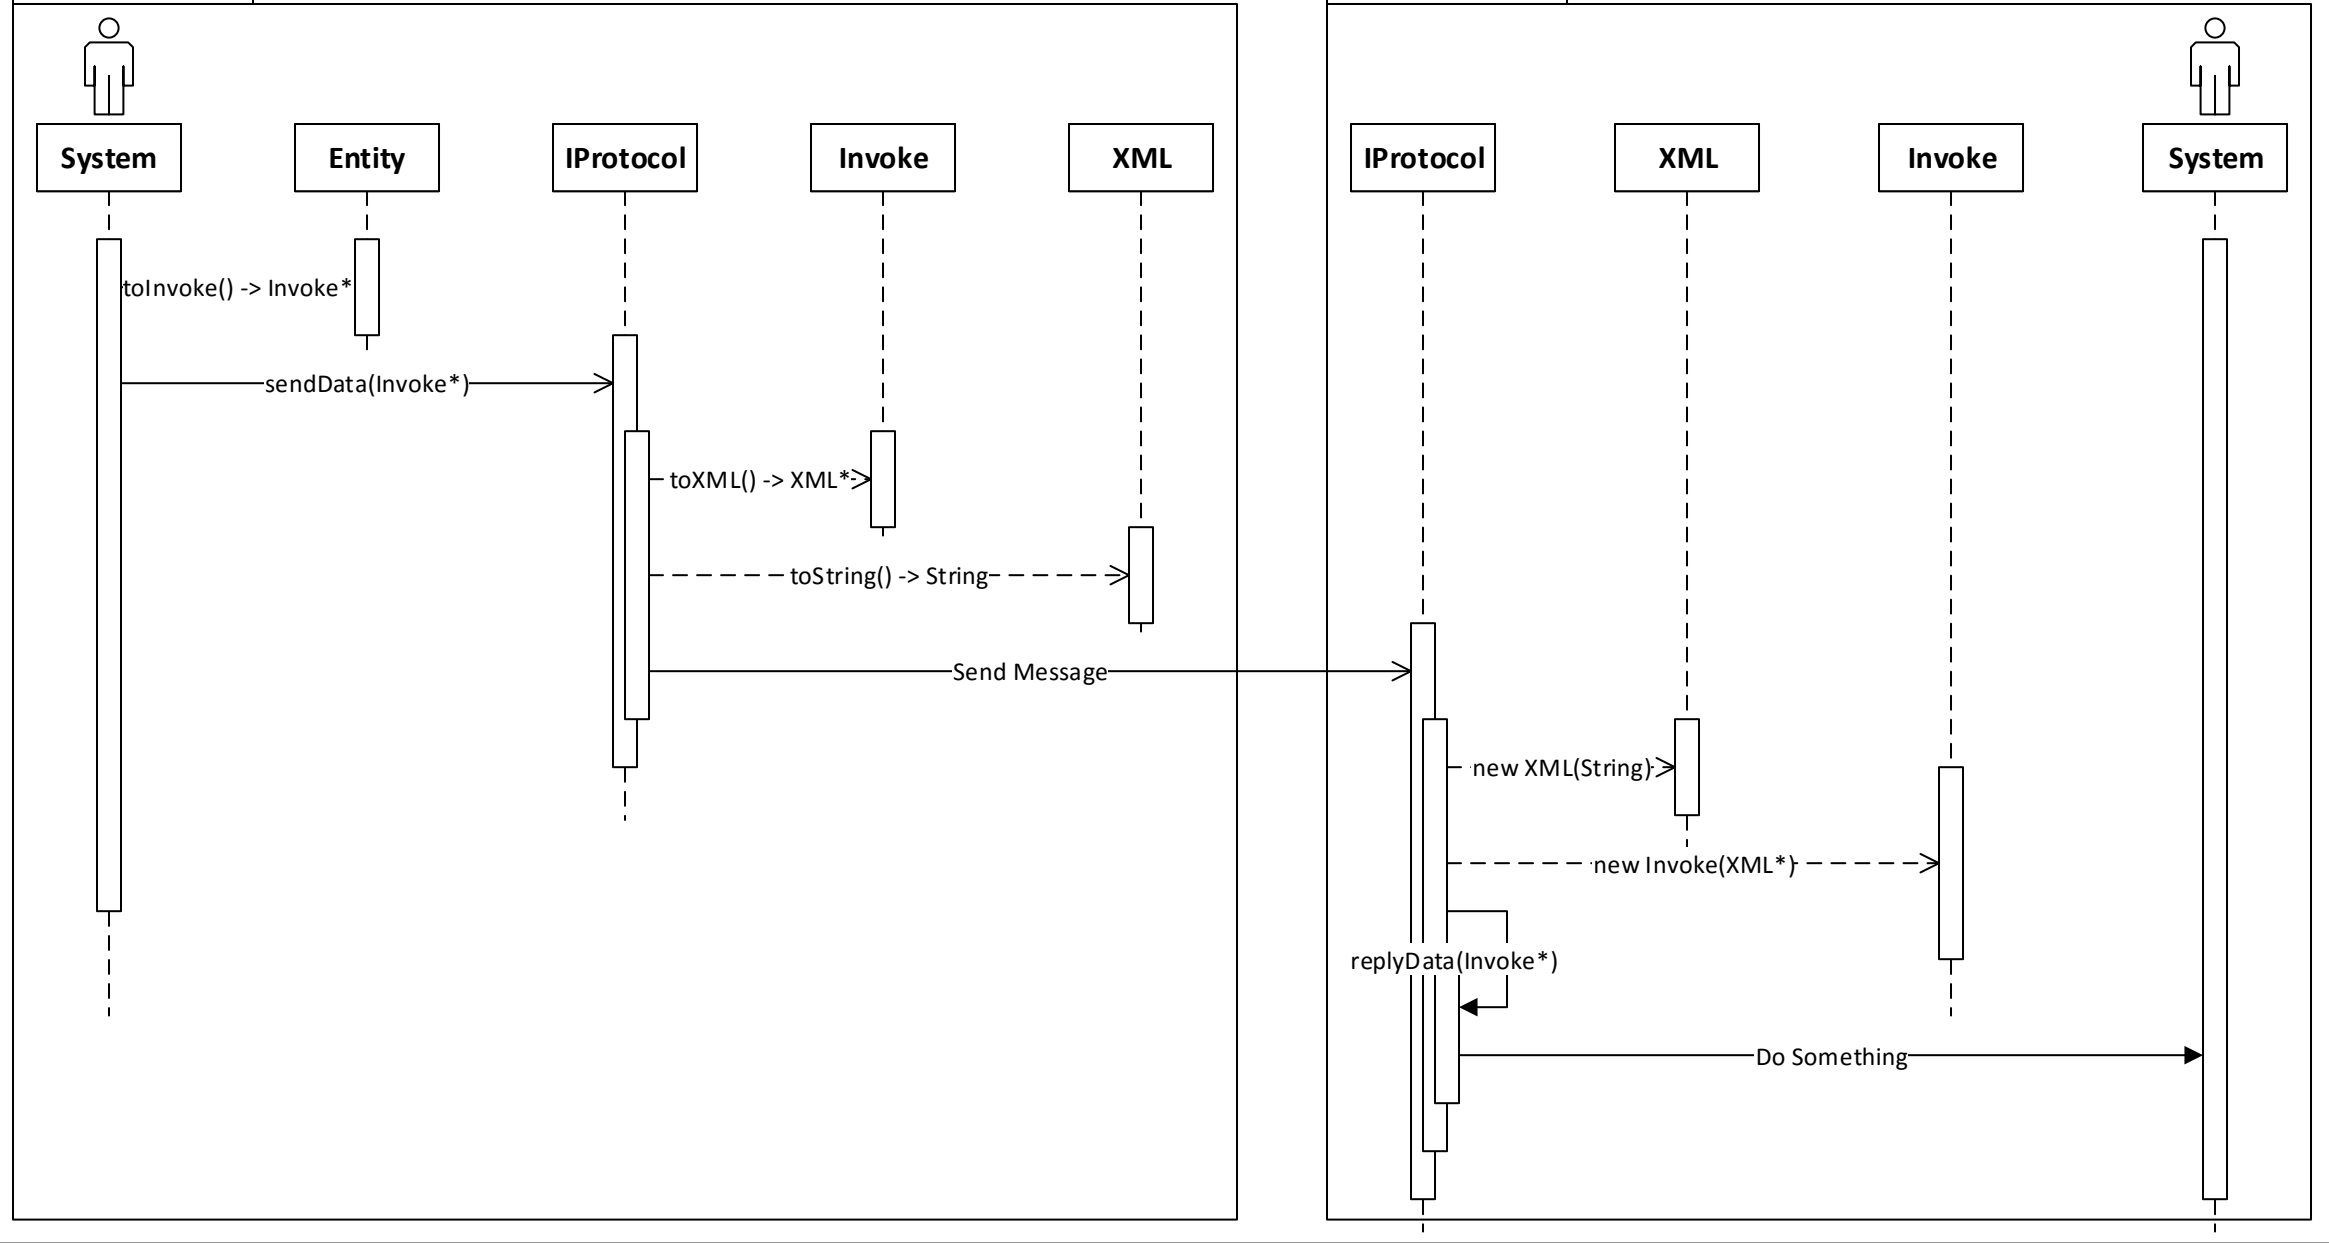 System
Entity
IProtocol
Invoke
XML
IProtocol
XML
Invoke
System
toInvoke() -> Invoke*
sendData(Invoke*)
toXML() -> XML*
toString() -> String
Send Message
new XML(String)
new Invoke(XML*)
replyData(Invoke*)
Do Something